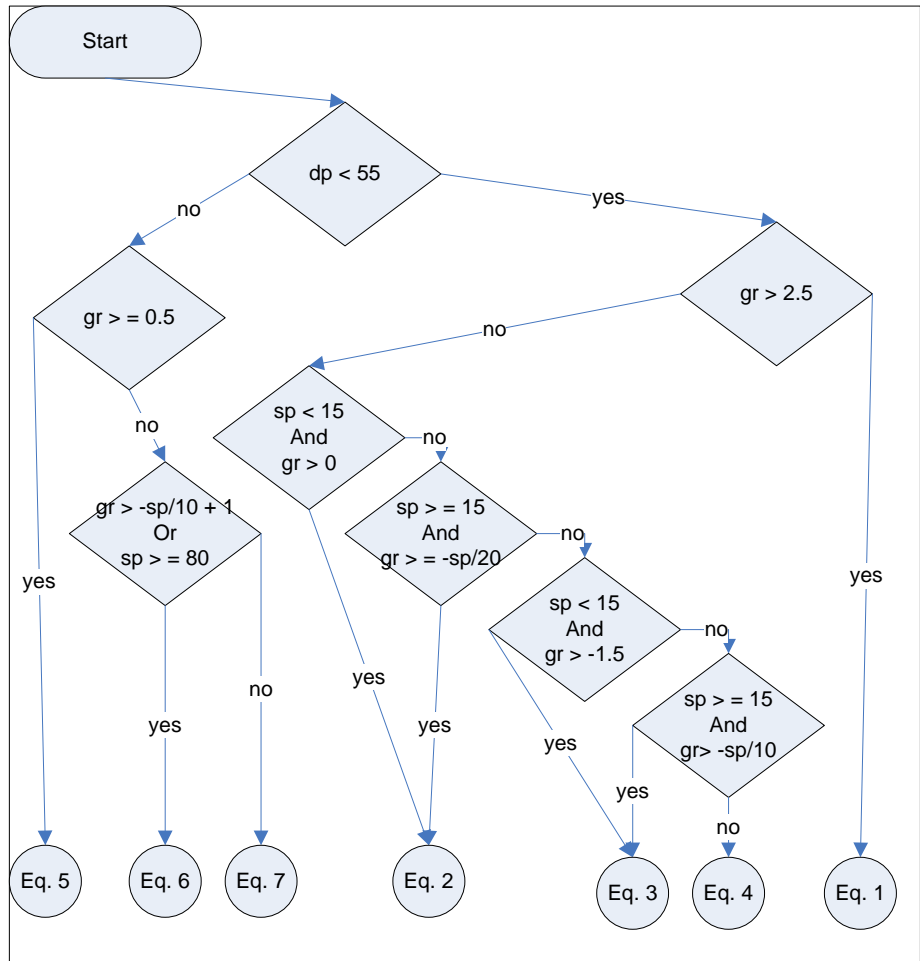 Start
dp < 55
no
yes
gr > = 0.5
gr > 2.5
no
no
sp < 15
And
gr > 0
no
gr > -sp/10 + 1
Or
sp > = 80
sp > = 15
And
gr > = -sp/20
no
yes
yes
sp < 15
And
gr > -1.5
no
yes
no
yes
yes
yes
sp > = 15
And
gr> -sp/10
yes
no
Eq. 5
Eq. 6
Eq. 7
Eq. 2
Eq. 3
Eq. 4
Eq. 1